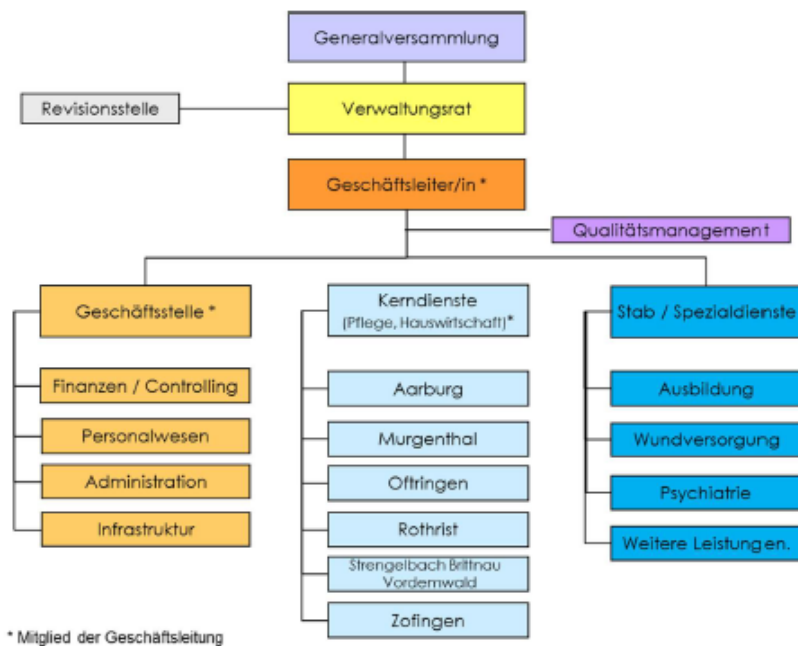 Generalversammlung
Revisionsstelle
Verwaltungsrat
Geschäftsleiter/in *
Qualitätsmanagement
Geschäftsstelle *
Finanzen / Controlling
Personalwesen
Administration
Infrastruktur
Kerndienste
(Pflege, Hauswirtschaft)*
Aarburg
Murgenthal
Oftringen
Rothrist
Strengelbach Brittnau
Vordemwald
Zofingen
Stab / Spezialdienste
Ausbildung
Wundversorgung
Psychiatrie
Weitere Leistungen.
* Mitglied der Geschäftsleitung